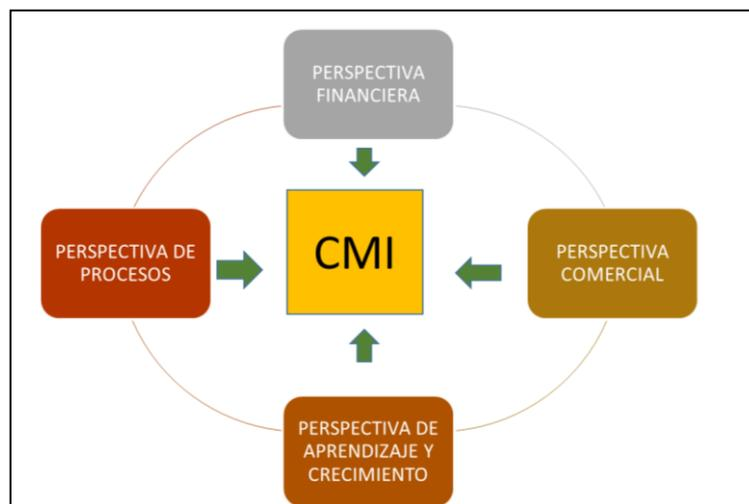 PERSPECTIVA
FINANCIERA
PERSPECTIVA DE
PROCESOS
CMI
PERSPECTIVA
COMERCIAL
PERSPECTIVA DE
APRENDIZAJE Y
CRECIMIENTO